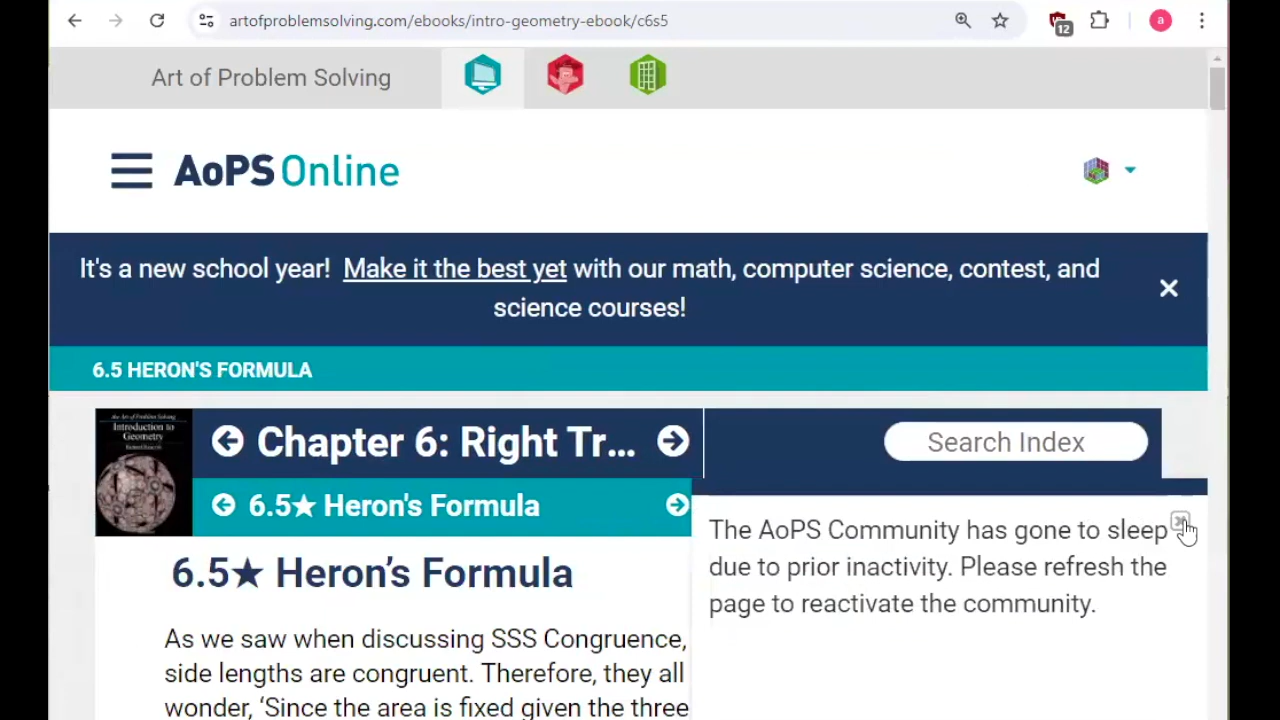 artofproblemsolving.com/ebooks/intro-geometry-ebook/c6s5
12
a
Art of Problem Solving
AoPS Online
It's a new school year! Make it the best yet with our math, computer science, contest, and
science courses!
6.5 HERON'S FORMULA
Introduction to
Geometry
Chapter 6: Right Tr...
Search Index
6.5★ Heron's Formula
6.5★ Heron's Formula
The AoPS Community has gone to sleep
due to prior inactivity. Please refresh the
page to reactivate the community.
As we saw when discussing SSS Congruence,
side lengths are congruent. Therefore, they all
wonder, ‘Since the area is fixed given the three